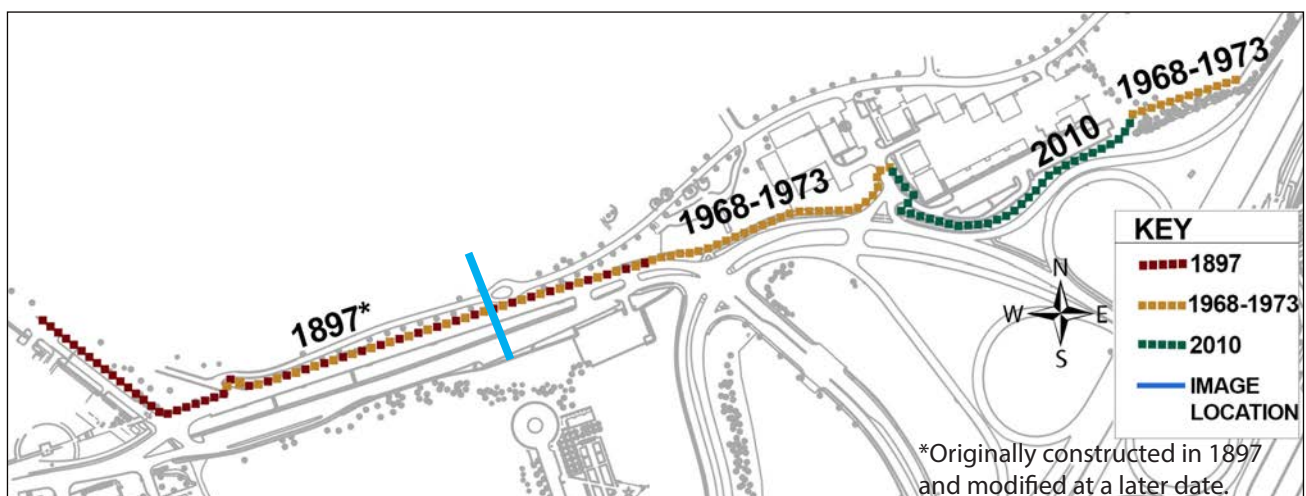 1968-1973
2010
1968-1973
1897*
KEY
1897
1968-1973
2010
IMAGE
LOCATION
N
W E
S
*Originally constructed in 1897
and modified at a later date.